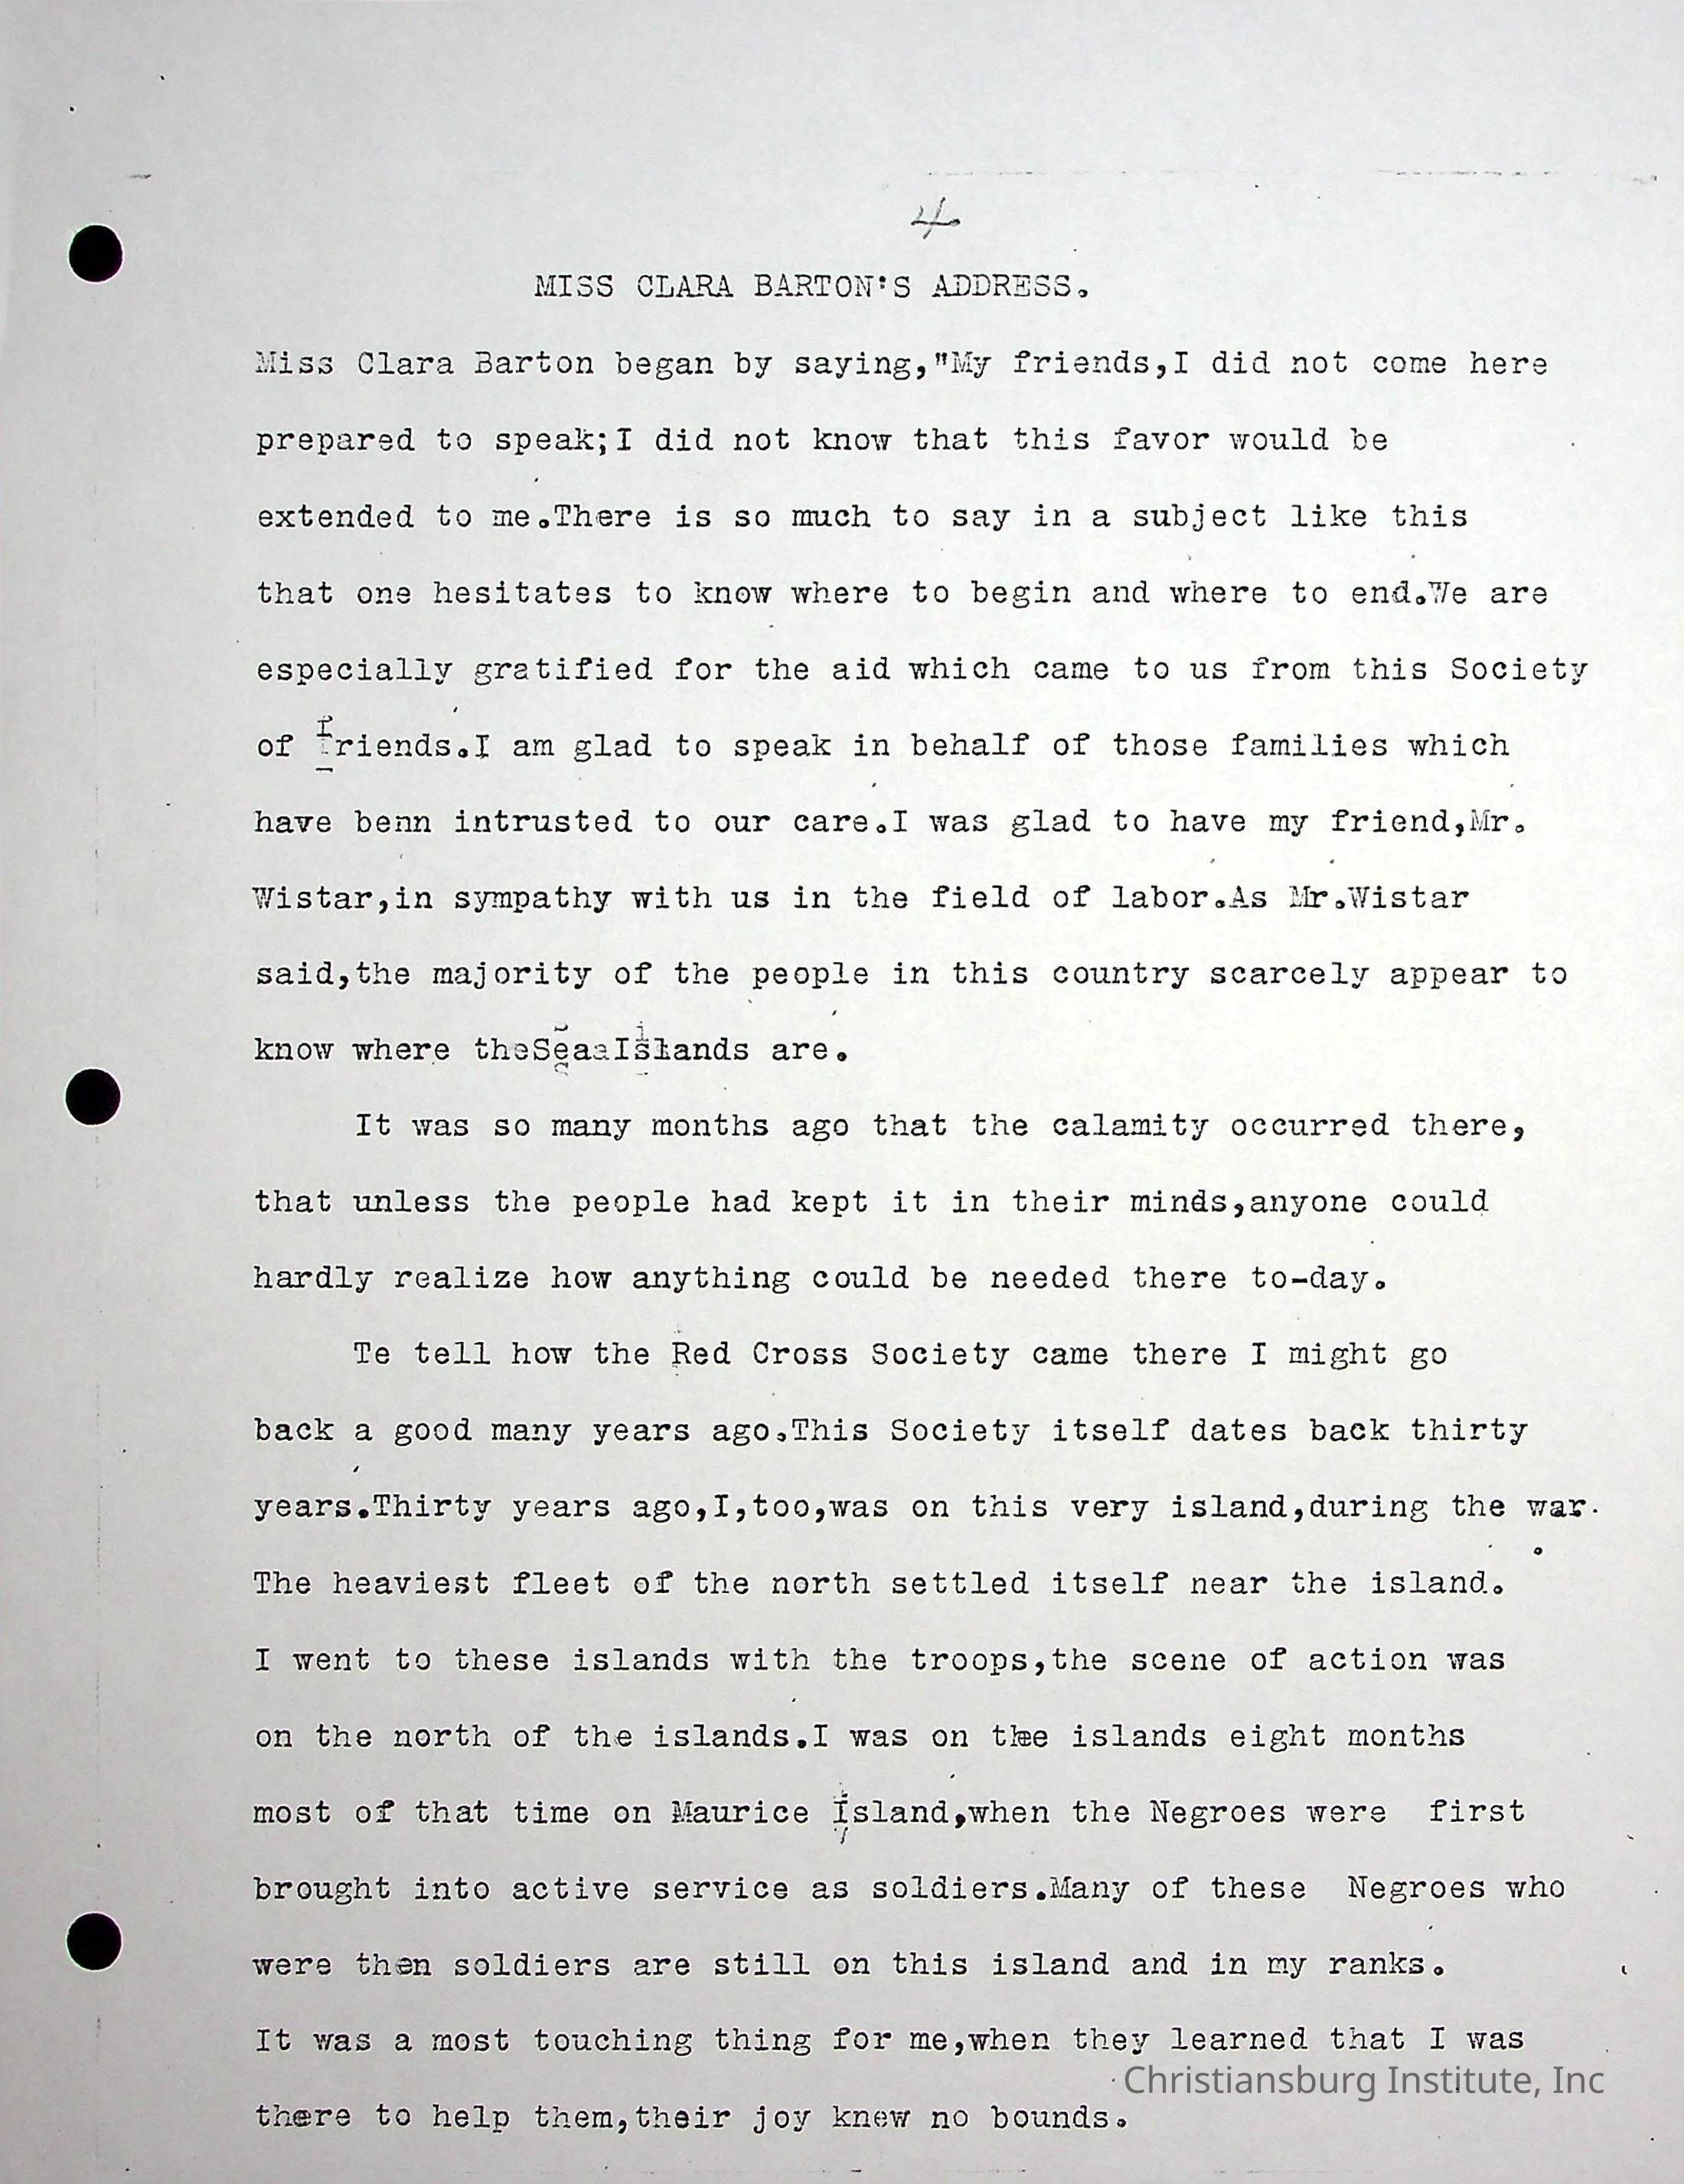 4
MISS CLARA BARTON'S ADDRESS.
Miss Clara Barton began by saying,"My friends,I did not come here
prepared to speak;I did not know that this favor would be
extended to me.There is so much to say in a subject like this
that one hesitates to know where to begin and where to end.We are
especially gratified for the aid which came to us from this Society
of friends.I am glad to speak in behalf of those families which
have benn intrusted to our care.I was glad to have my friend,Mr.
Wistar,in sympathy with us in the field of labor.As Mr.Wistar
said,the majority of the people in this country scarcely appear to
know where theSeaaIslands are.
It was so many months ago that the calamity occurred there,
that unless the people had kept it in their minds,anyone could
hardly realize how anything could be needed there to-day.
Te tell how the Red Cross Society came there I might go
back a good many years ago.This Society itself dates back thirty
years.Thirty years ago,I,too,was on this very island,during the war.
The heaviest fleet of the north settled itself near the island.
I went to these islands with the troops,the scene of action was
on the north of the islands.I was on the islands eight months
most of that time on Maurice Island,when the Negroes were first
brought into active service as soldiers.Many of these Negroes who
were then soldiers are still on this island and in my ranks.
It was a most touching thing for me,when they learned that I was
there to help them,their joy knew no bounds.
Christiansburg Institute, Inc